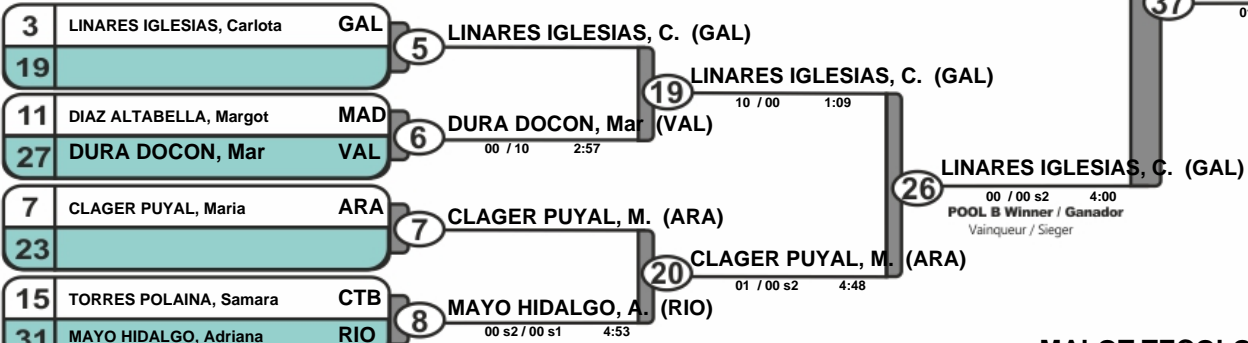 3 LINARES IGLESIAS, Carlota GAL
19
5 LINARES IGLESIAS, C. (GAL)
11 DIAZ ALTABELLA, Margot MAD
27 DURA DOCON, Mar VAL
6 DURA DOCON, Mar (VAL)
00 / 10 2:57
19 LINARES IGLESIAS, C. (GAL)
10 / 00 1:09
7 CLAGER PUYAL, Maria ARA
23
7 CLAGER PUYAL, M. (ARA)
15 TORRES POLAINA, Samara CTB
31 MAYO HIDALGO, Adriana RIO
8 MAYO HIDALGO, A. (RIO)
00 s2 / 00 s1 4:53
20 CLAGER PUYAL, M. (ARA)
01 / 00 s2 4:48
26 LINARES IGLESIAS, C. (GAL)
00 / 00 s2 4:00
POOL B Winner / Ganador
Vainqueur / Sieger
37